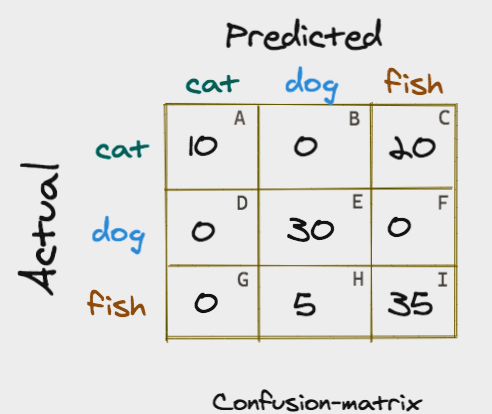 Predicted
cat dog fish
A B C
cat 10 0 20
D E F
Actual
dog 0 30 0
G H I
fish 0 5 35
Confusion-matrix